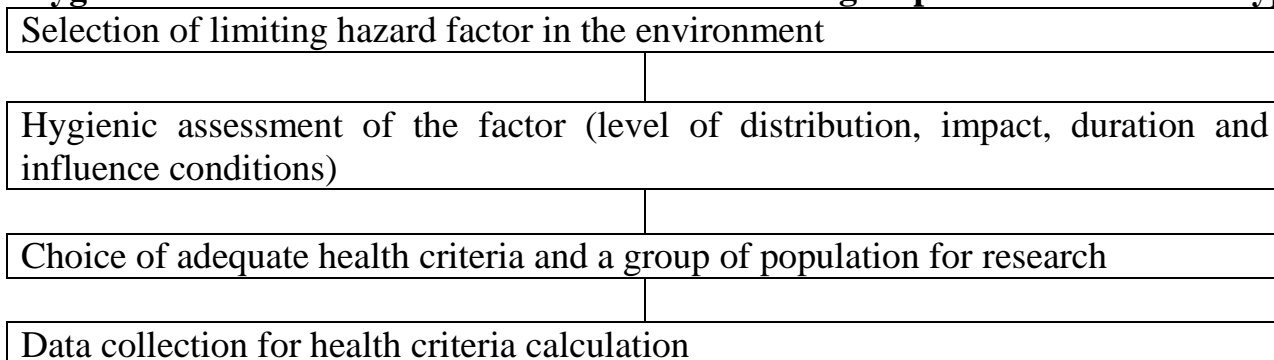 Selection of limiting hazard factor in the environment
Hygienic assessment of the factor (level of distribution, impact, duration and
influence conditions)
Choice of adequate health criteria and a group of population for research
Data collection for health criteria calculation